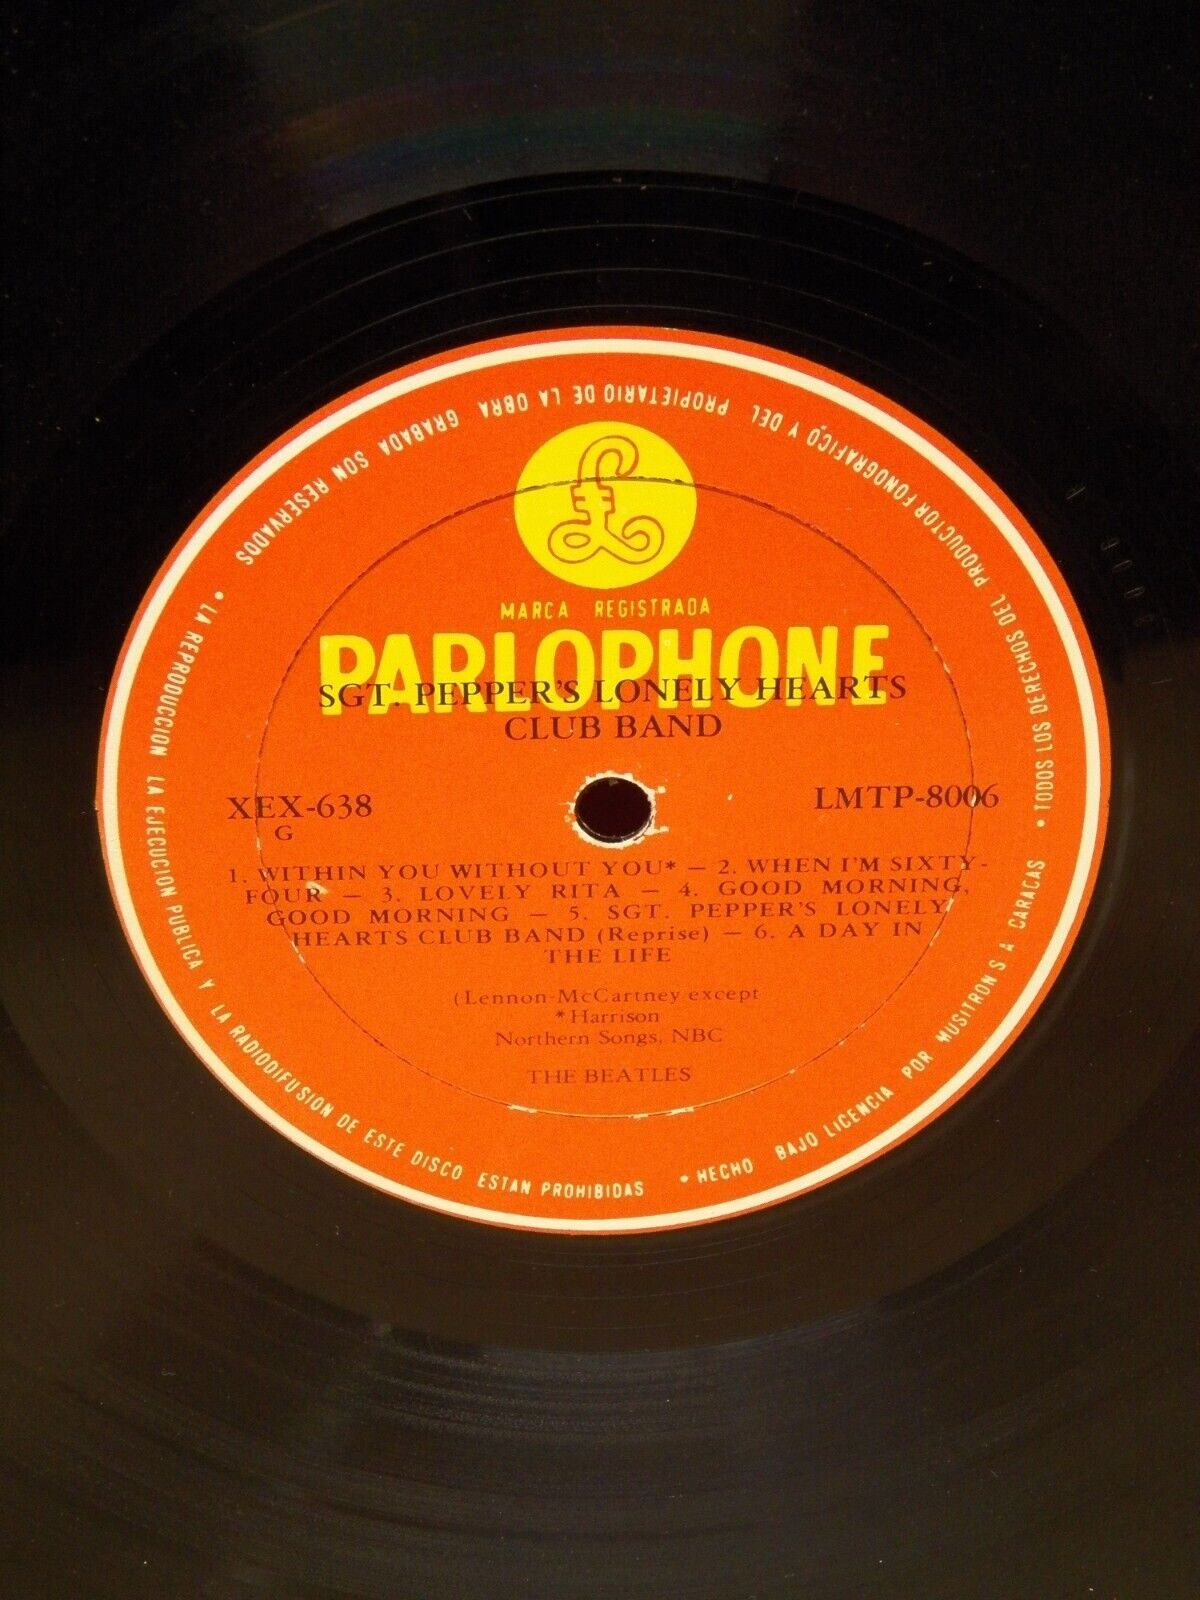 MARCA REGISTRADA
PARLOPHONE
SGT. PEPPER'S LONELY HEARTS
CLUB BAND
XEX-638
G
LMTP-8006
1. WITHIN YOU WITHOUT YOU* — 2. WHEN I'M SIXTY-
FOUR — 3. LOVELY RITA — 4. GOOD MORNING,
GOOD MORNING — 5. SGT. PEPPER'S LONELY
HEARTS CLUB BAND (Reprise) — 6. A DAY IN
THE LIFE
(Lennon-McCartney except
*Harrison
Northern Songs, NBC
THE BEATLES
• TODOS LOS DERECHOS DEL PRODUCTOR FONOGRAFICO Y DEL PROPIETARIO DE LA OBRA GRABADA SON RESERVADOS
• LA REPRODUCCION LA EJECUCION PUBLICA Y LA RADIODIFUSION DE ESTE DISCO ESTAN PROHIBIDAS
• HECHO BAJO LICENCIA POR MUSITRON S A CARACAS